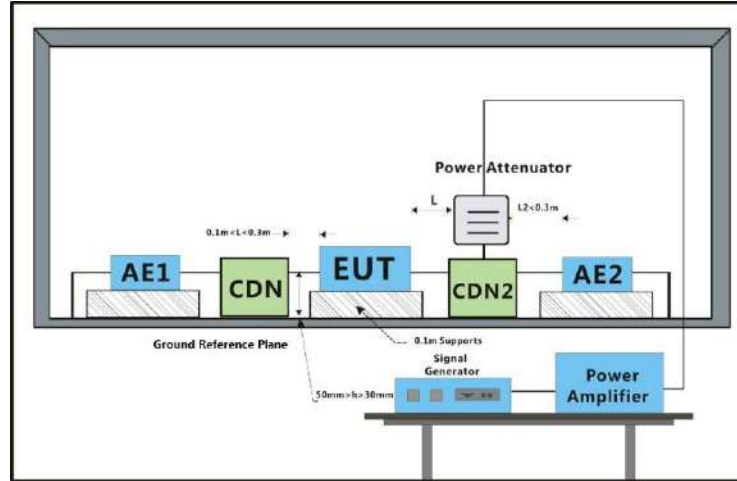 Power Attenuator
L
L2<0.3m
0.1m<L<0.3m
AE1
CDN
EUT
CDN2
AE2
Ground Reference Plane
0.1m Supports
Signal
Generator
50mm>h>30mm
Power
Amplifier